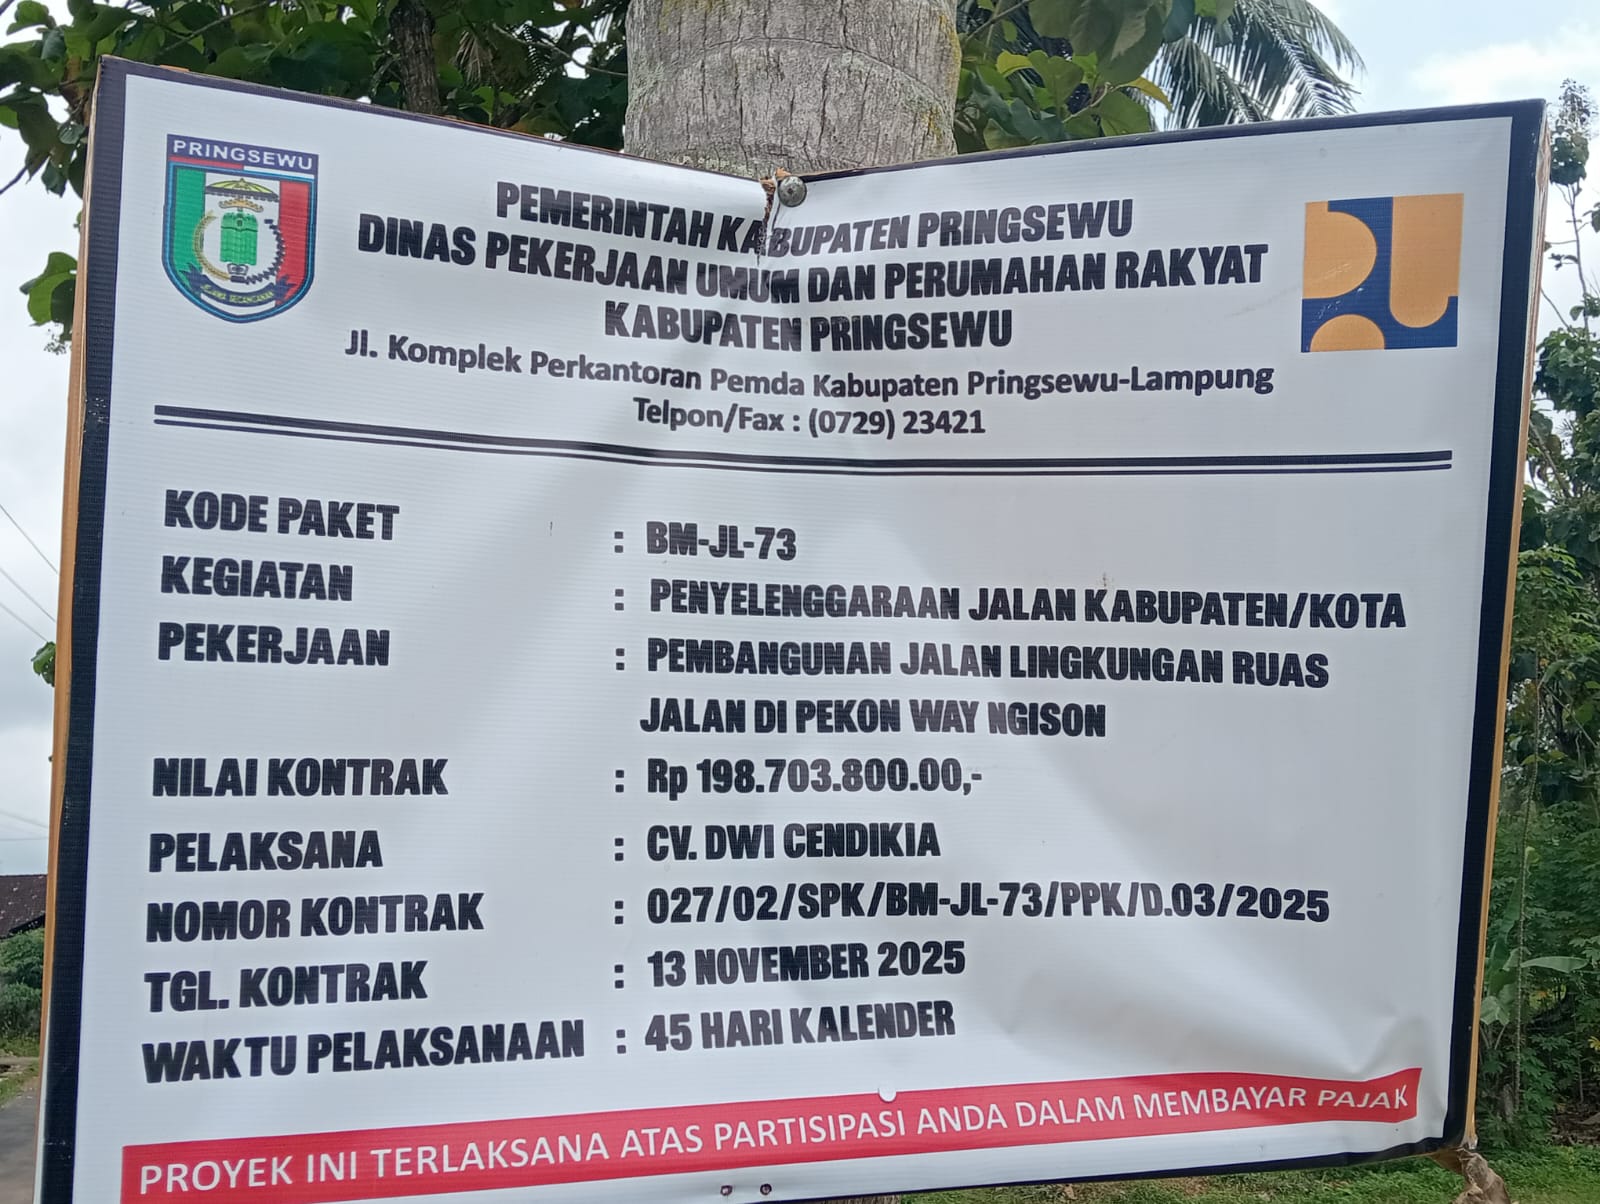 PRINGSEWU
PEMERINTAH KABUPATEN PRINGSEWU
DINAS PEKERJAAN UMUM DAN PERUMAHAN RAKYAT
KABUPATEN PRINGSEWU
Jl. Komplek Perkantoran Pemda Kabupaten Pringsewu-Lampung
Telpon/Fax : (0729) 23421
KODE PAKET : BM-JL-73
KEGIATAN : PENYELENGGARAAN JALAN KABUPATEN/KOTA
PEKERJAAN : PEMBANGUNAN JALAN LINGKUNGAN RUAS
JALAN DI PEKON WAY NGISON
NILAI KONTRAK : Rp 198.703.800.00,-
PELAKSANA : CV. DWI CENDIKIA
NOMOR KONTRAK : 027/02/SPK/BM-JL-73/PPK/D.03/2025
TGL. KONTRAK : 13 NOVEMBER 2025
WAKTU PELAKSANAAN : 45 HARI KALENDER
PROYEK INI TERLAKSANA ATAS PARTISIPASI ANDA DALAM MEMBAYAR PAJAK